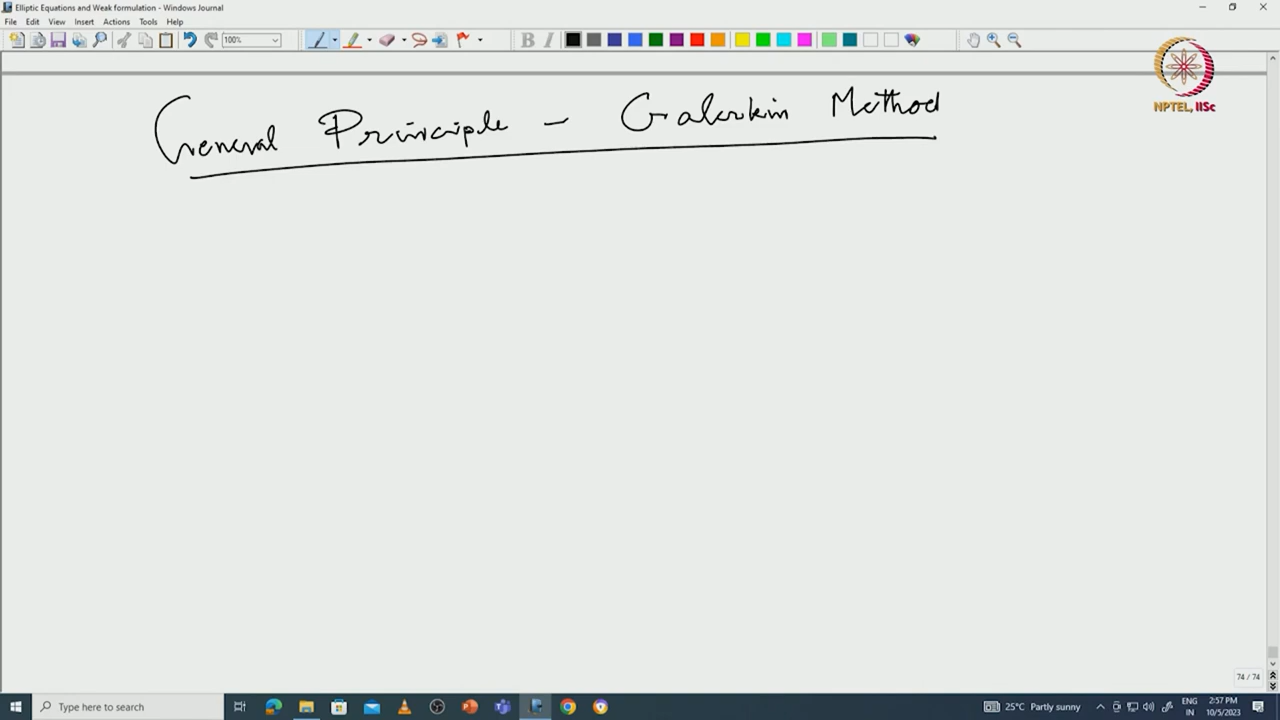 Elliptic Equations and Weak formulation - Windows Journal
File Edit View Insert Actions Tools Help
100%
B I
NPTEL, IISc
General Principle - Galerkin Method
74 / 74
Type here to search
25°C Partly sunny
ENG
IN
2:57 PM
10/5/2023